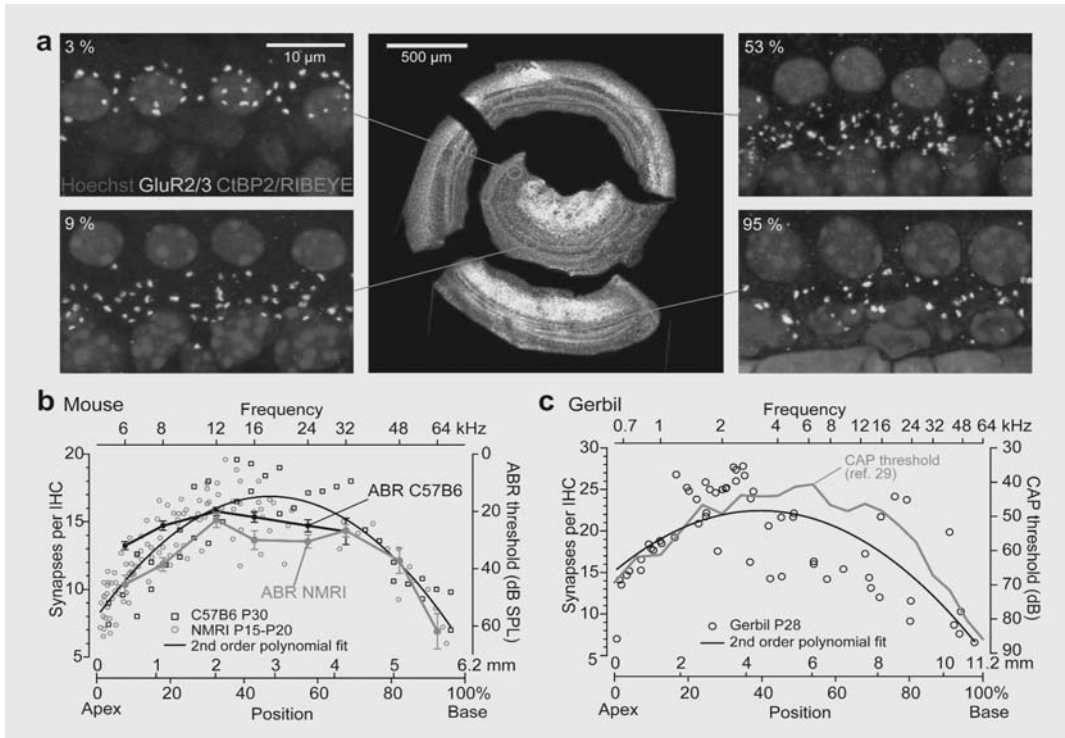 a
3 %
10 µm
500 µm
53 %
Hoechst GluR2/3 CtBP2/RIBEYE
9 %
95 %
b Mouse
Frequency
6 8 12 16 24 32 48 64 kHz
20
15
10
5
Synapses per IHC
ABR C57B6
ABR NMRI
C57B6 P30
NMRI P15-P20
2nd order polynomial fit
0
20
40
60
ABR threshold (dB SPL)
0 1 2 3 4 5 6.2 mm
0 20 40 60 80 100%
Apex Position Base
c Gerbil
Frequency
0.7 1 2 4 6 8 12 16 24 32 48 64 kHz
30
25
20
15
10
5
Synapses per IHC
CAP threshold
(ref. 29)
Gerbil P28
2nd order polynomial fit
30
40
50
60
70
80
90
CAP threshold (dB)
0 2 4 6 8 10 11.2 mm
0 20 40 60 80 100%
Apex Position Base